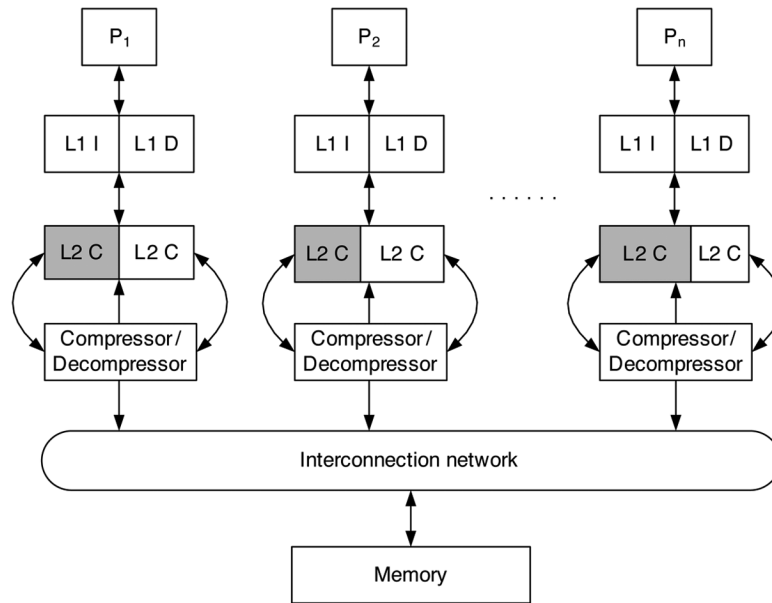 P1 P2 Pn
L1 I L1 D L1 I L1 D L1 I L1 D
. . . . . .
L2 C L2 C L2 C L2 C L2 C L2 C
Compressor/ Compressor/ Compressor/
Decompressor Decompressor Decompressor
Interconnection network
Memory